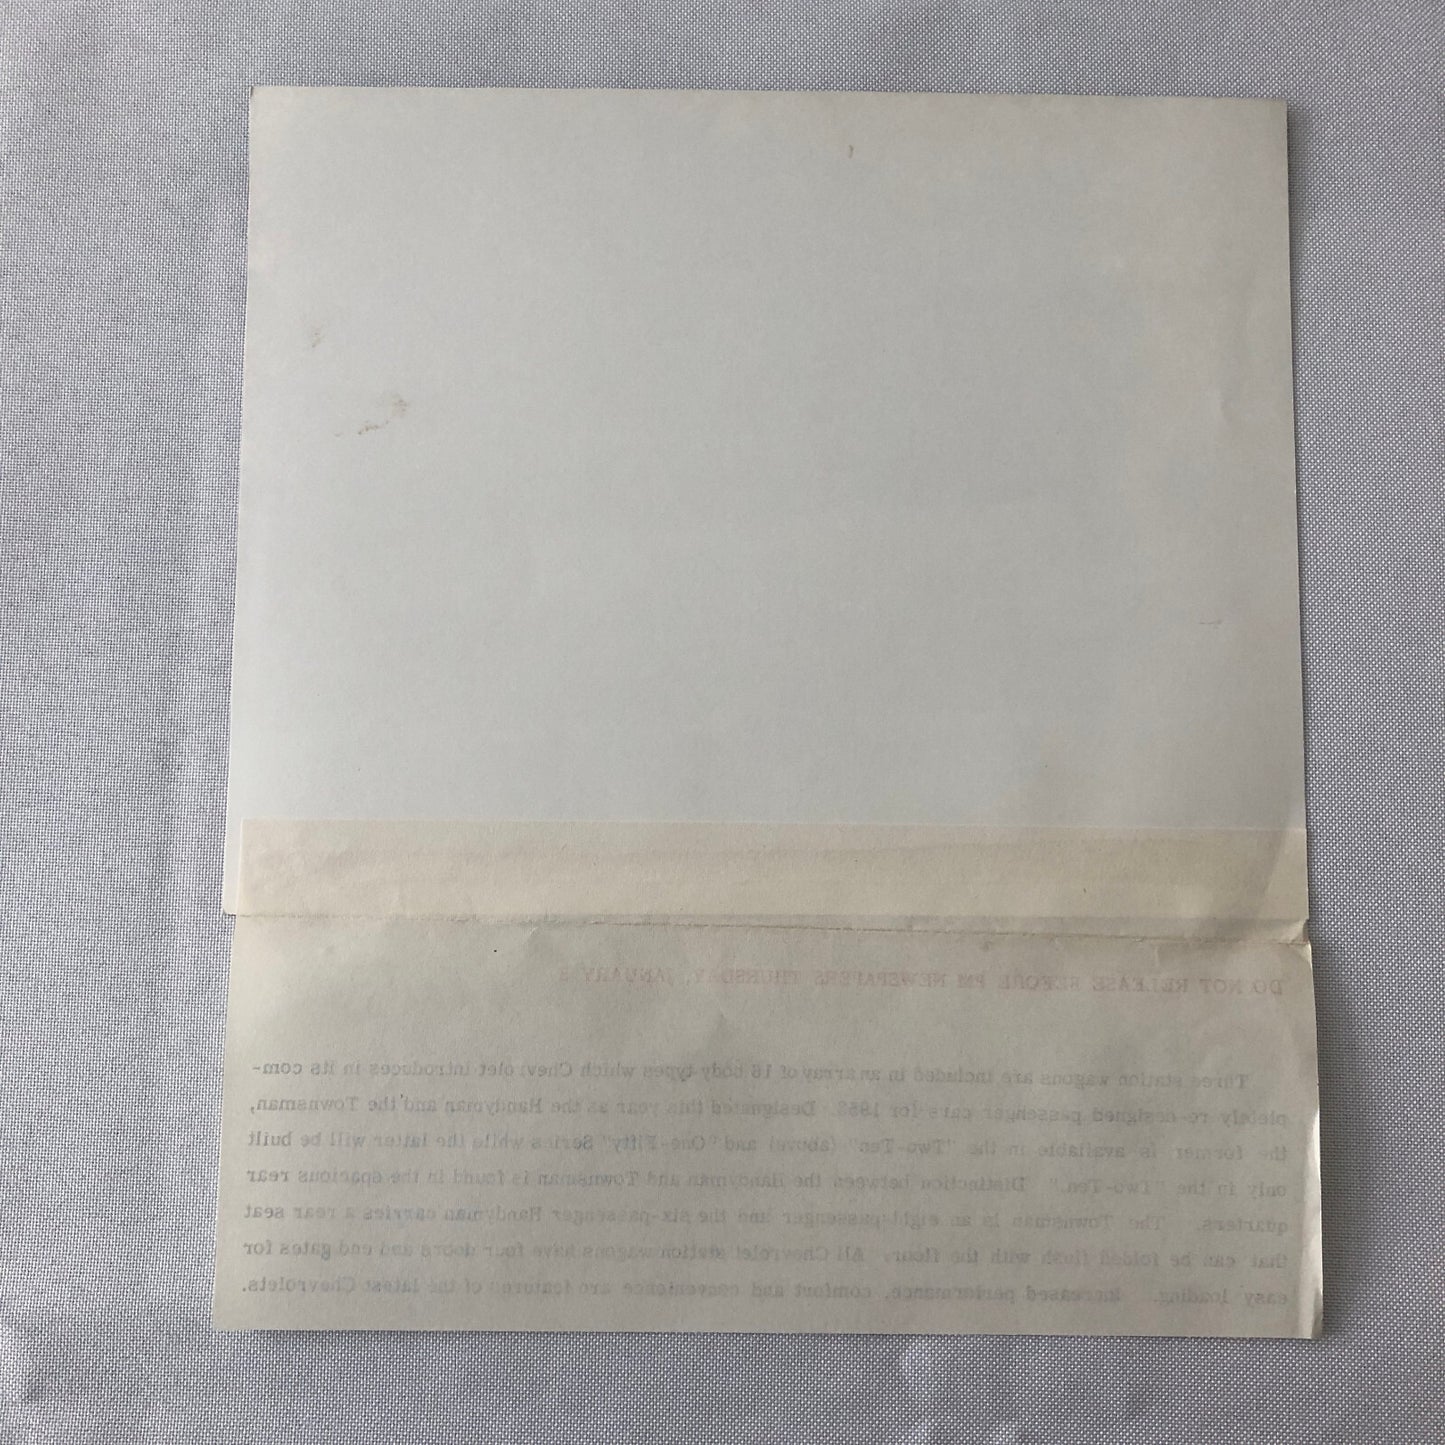 DO NOT RELEASE BEFORE PM NEWSPAPERS THURSDAY, JANUARY 8
Three station wagons are included in an array of 16 body types which Chevrolet introduces in its com-
pletely re-designed passenger cars for 1953. Designated this year as the Handyman and the Townsman,
the former is available in the "Two-Ten" (above) and "One-Fifty" Series while the latter will be built
only in the "Two-Ten." Distinction between the Handyman and Townsman is found in the spacious rear
quarters. The Townsman is an eight-passenger and the six-passenger Handyman carries a rear seat
that can be folded flush with the floor. All Chevrolet station wagons have four doors and end gates for
easy loading. Increased performance, comfort and convenience are features of the latest Chevrolets.